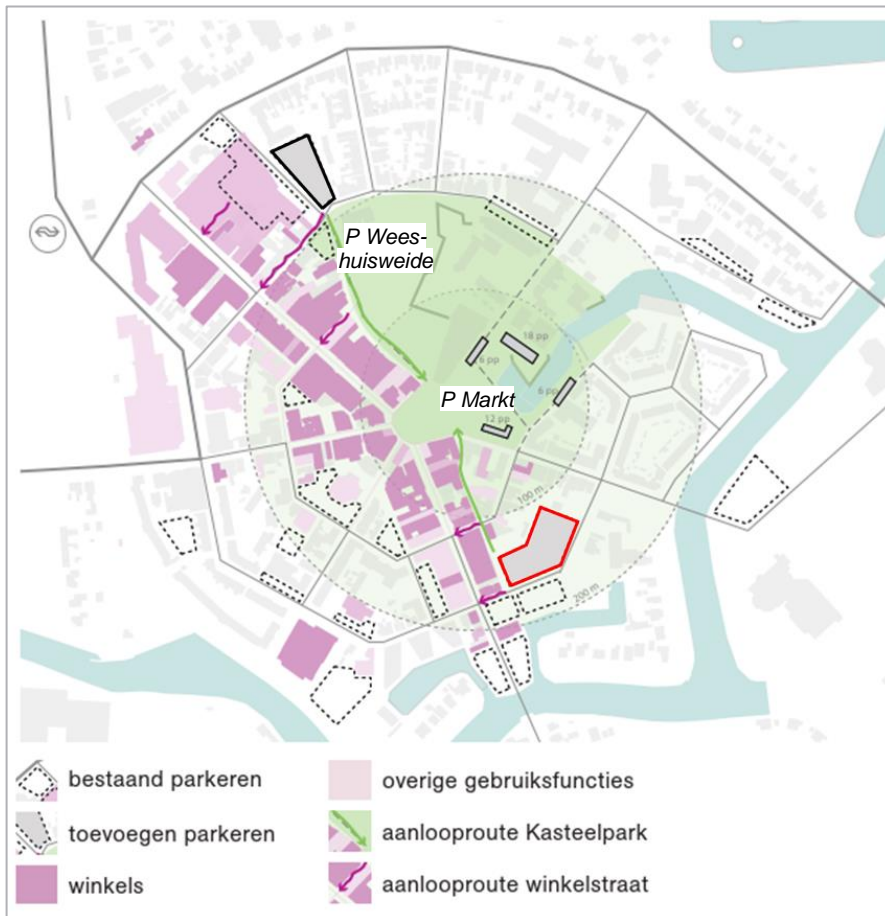 P Wees-
huisweide
18 pp
6 pp
P Markt
6 pp
12 pp
100 m
200 m
bestaand parkeren
overige gebruiksfuncties
toevoegen parkeren
aanlooproute Kasteelpark
winkels
aanlooproute winkelstraat